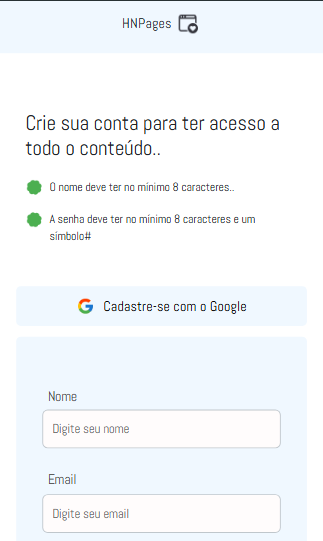 HNPages
Crie sua conta para ter acesso a
todo o conteúdo..
O nome deve ter no mínimo 8 caracteres..
A senha deve ter no mínimo 8 caracteres e um
símbolo#
Cadastre-se com o Google
Nome
Digite seu nome
Email
Digite seu email